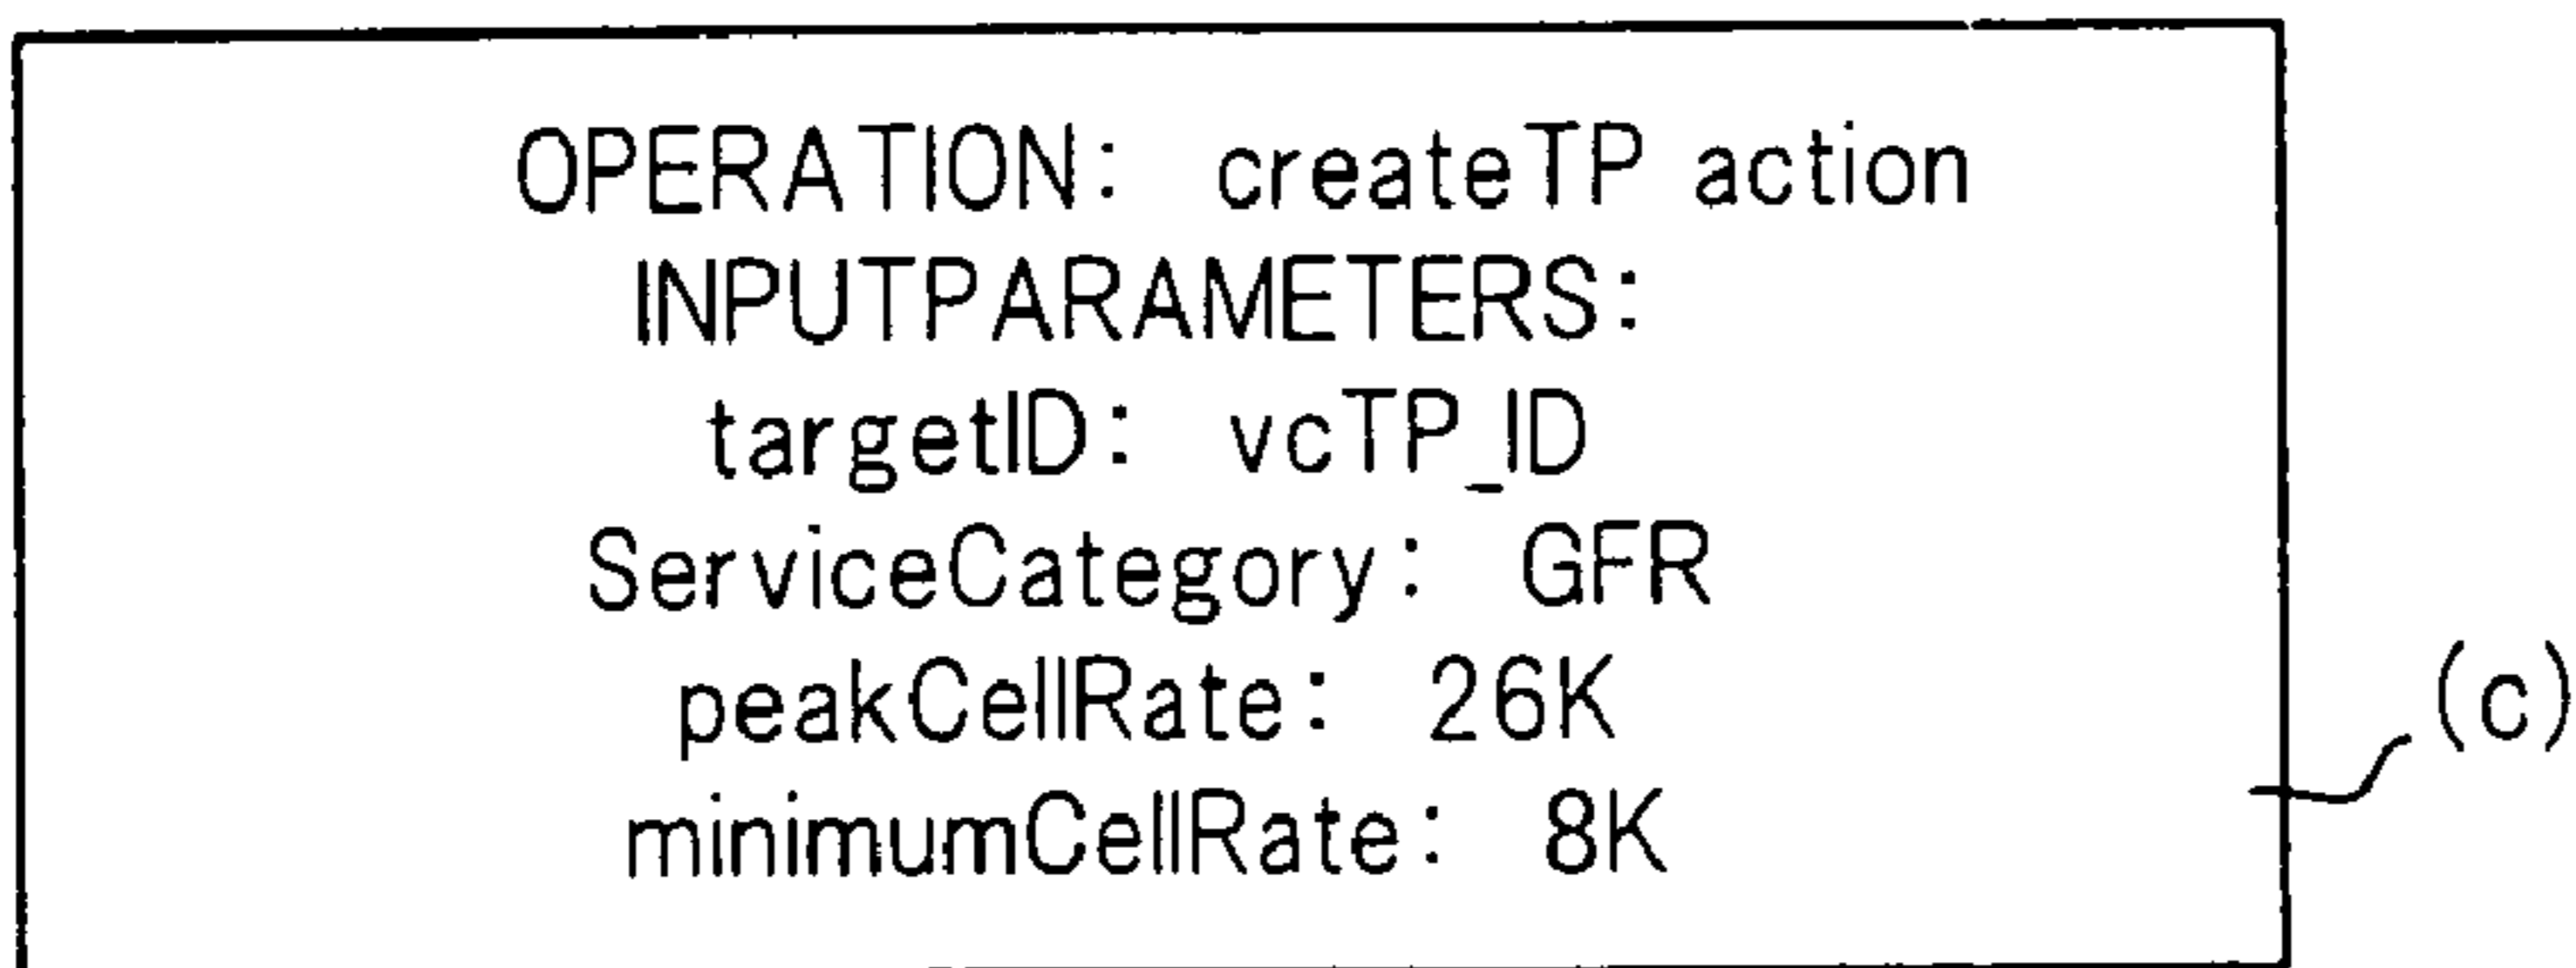 OPERATION: createTP action
INPUTPARAMETERS:
targetID: vcTP_ID
ServiceCategory: GFR
peakCellRate: 26K
minimumCellRate: 8K
(c)